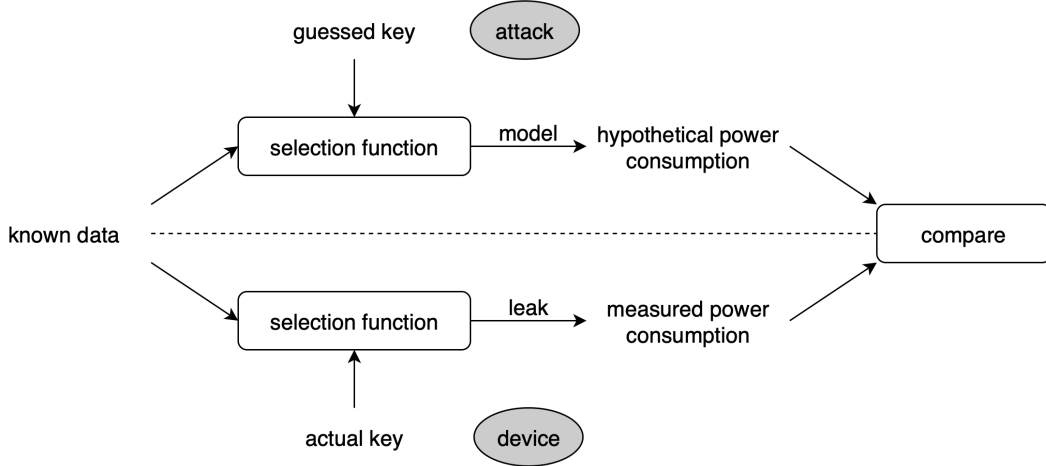 guessed key
attack
selection function
model
hypothetical power
consumption
known data
compare
selection function
leak
measured power
consumption
actual key
device